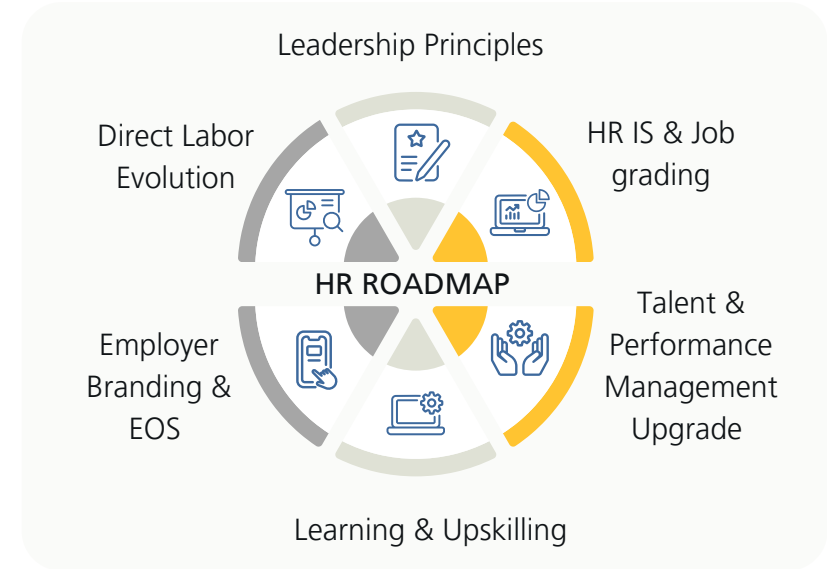 Leadership Principles
Direct Labor
Evolution
HR IS & Job
grading
HR ROADMAP
Employer
Branding &
EOS
Talent &
Performance
Management
Upgrade
Learning & Upskilling